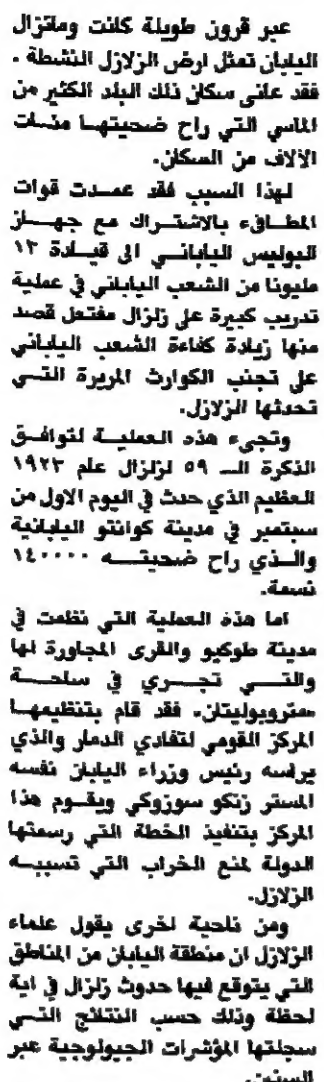 عبر قرون طويلة كانت وماتزال
اليابان تمثل ارض الزلازل النشطة .
فقد عانى سكان ذلك البلد الكثير من
الماسي التي راح ضحيتها مئات
الآلاف من السكان.
لهذا السبب فقد عمدت قوات
المطافىء بالاشتراك مع جهاز
البوليس الياباني الى قيادة ١٣
مليونا من الشعب الياباني في عملية
تدريب كبيرة على زلزال مفتعل قصد
منها زيادة كفاءة الشعب الياباني
على تجنب الكوارث المريرة التي
تحدثها الزلازل.
وتجىء هذه العملية لتوافق
الذكرة الـ ٥٩ لزلزال عام ١٩٢٣
العظيم الذي حدث في اليوم الاول من
سبتمبر في مدينة كوانتو اليابانية
والذي راح ضحيته ١٤٠٠٠٠
نسمة.
اما هذه العملية التي نظمت في
مدينة طوكيو والقرى المجاورة لها
والتي تجري في ساحة
«متروبوليتان» فقد قام بتنظيمها
المركز القومي لتفادي الدمار والذي
يراسه رئيس وزراء اليابان نفسه
المستر زنكو سوزوكي ويقوم هذا
المركز بتنفيذ الخطة التي رسمتها
الدولة لمنع الخراب التي تسببه
الزلازل.
ومن ناحية اخرى يقول علماء
الزلازل ان منطقة اليابان من المناطق
التي يتوقع فيها حدوث زلزال في اية
لحظة وذلك حسب النتائج التي
سجلتها المؤشرات الجيولوجية عبر
السنين.